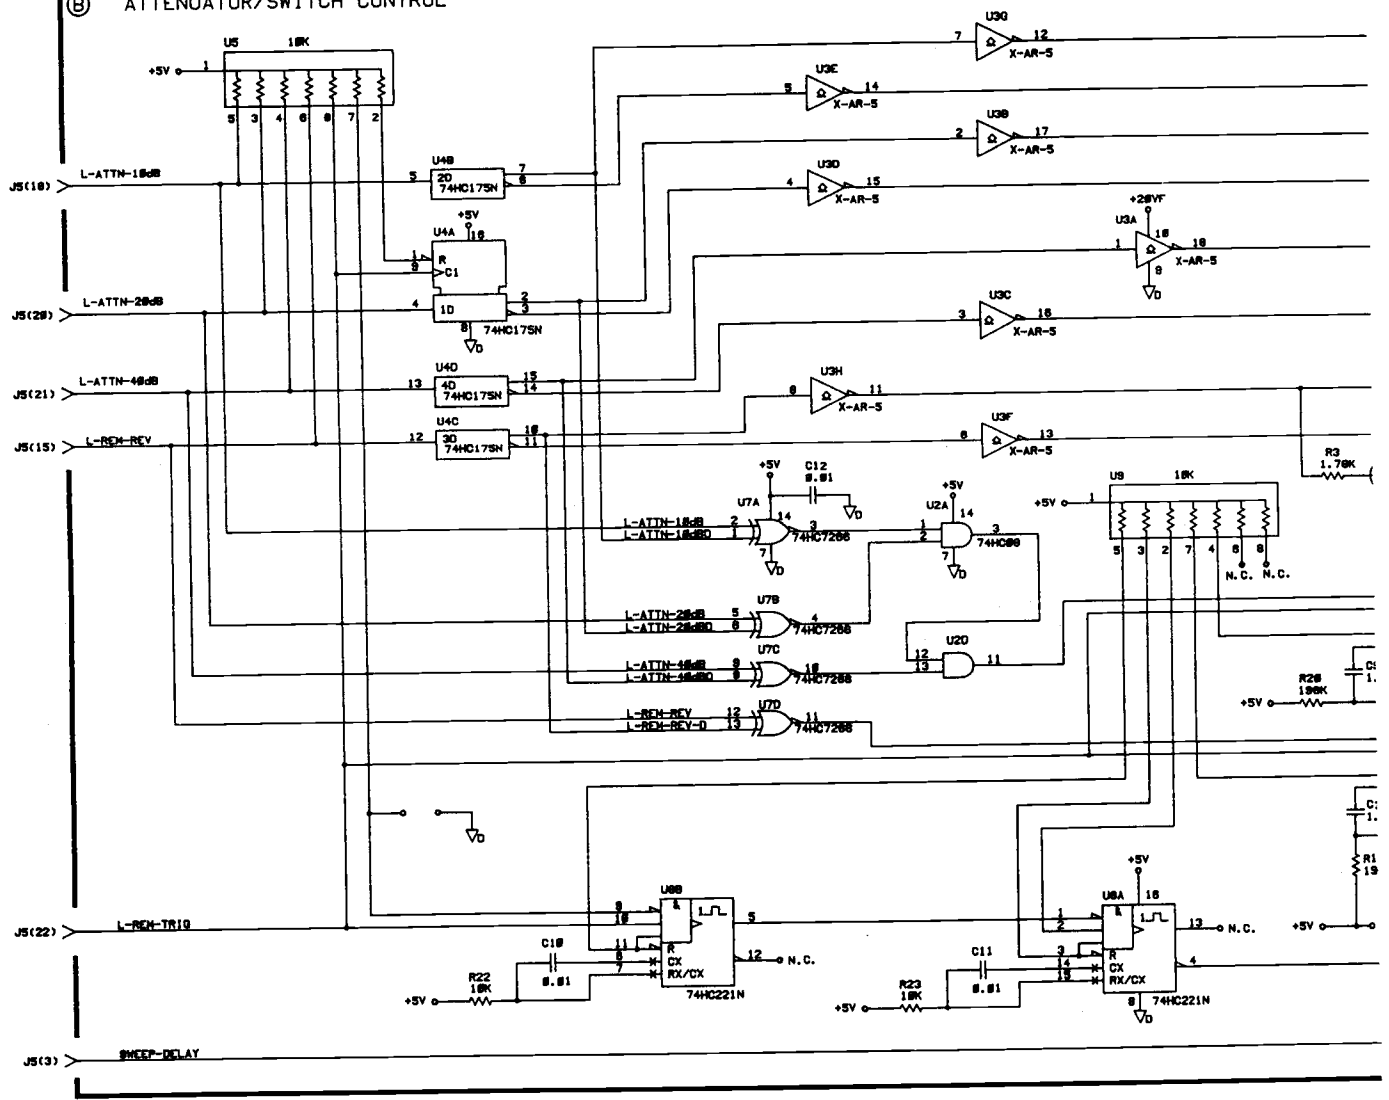 B ATTENUATOR/SWITCH CONTROL
U5 10K
+5V 1
5 3 4 6 8 7 2
U3G
7 Ω 12
X-AR-5
U3E
5 Ω 14
X-AR-5
U3B
2 Ω 17
X-AR-5
U3D
4 Ω 15
X-AR-5
+20VF
U3A
10
1 Ω 18
X-AR-5
9
D
U3C
3 Ω 16
X-AR-5
U3H
8 Ω 11
X-AR-5
U3F
6 Ω 13
X-AR-5
R3
1.78K
J5(18) L-ATTN-10dB
U4B
5 2D 7
6
74HC175N
+5V
U4A 16
1 R
9 C1
J5(20) L-ATTN-20dB
4 1D 2
3
8 74HC175N
D
J5(21) L-ATTN-40dB
U4D
13 4D 15
14
74HC175N
J5(15) L-REM-REV
U4C
12 3D 10
11
74HC175N
+5V
C12
0.01
D
U7A
14
L-ATTN-10dB 2
L-ATTN-10dBD 1
3
74HC7266
7
D
+5V
U2A
14
1
2
3
74HC08
7
D
U7B
L-ATTN-20dB 5
L-ATTN-20dBD 6
4
74HC7266
U2D
12
13
11
U7C
L-ATTN-40dB
L-ATTN-40dBD
10
74HC7266
U7D
L-REM-REV 12
L-REM-REV-D 13
11
74HC7266
U9 10K
+5V 1
5 3 2 7 4 6 8
N.C. N.C.
R20
196K
+5V
D
J5(22) L-REM-TRIG
U8B
9
10
&
1
5
11 R
6 CX
7 RX/CX
12 N.C.
74HC221N
C10
0.01
R22
10K
+5V
+5V
U8A 16
1
2
&
1
13 N.C.
3 R
14 CX
15 RX/CX
4
8 74HC221N
D
C11
0.01
R23
10K
+5V
+5V
J5(3) SWEEP-DELAY